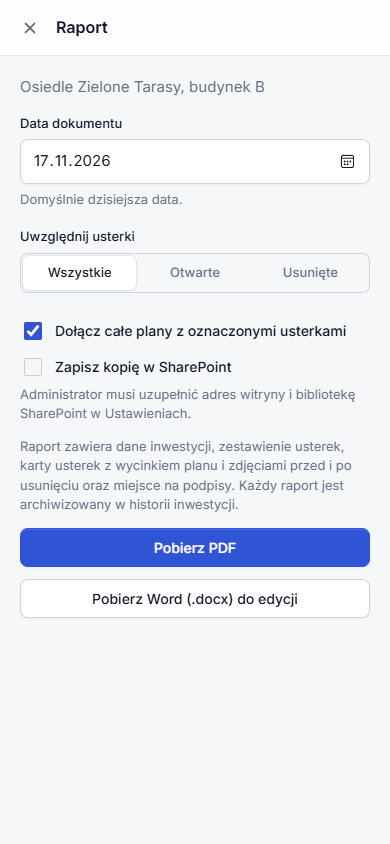 Raport
Osiedle Zielone Tarasy, budynek B
Data dokumentu
17.11.2026
Domyślnie dzisiejsza data.
Uwzględnij usterki
Wszystkie
Otwarte
Usunięte
Dołącz całe plany z oznaczonymi usterkami
Zapisz kopię w SharePoint
Administrator musi uzupełnić adres witryny i bibliotekę
SharePoint w Ustawieniach.
Raport zawiera dane inwestycji, zestawienie usterek,
karty usterek z wycinkiem planu i zdjęciami przed i po
usunięciu oraz miejsce na podpisy. Każdy raport jest
archiwizowany w historii inwestycji.
Pobierz PDF
Pobierz Word (.docx) do edycji